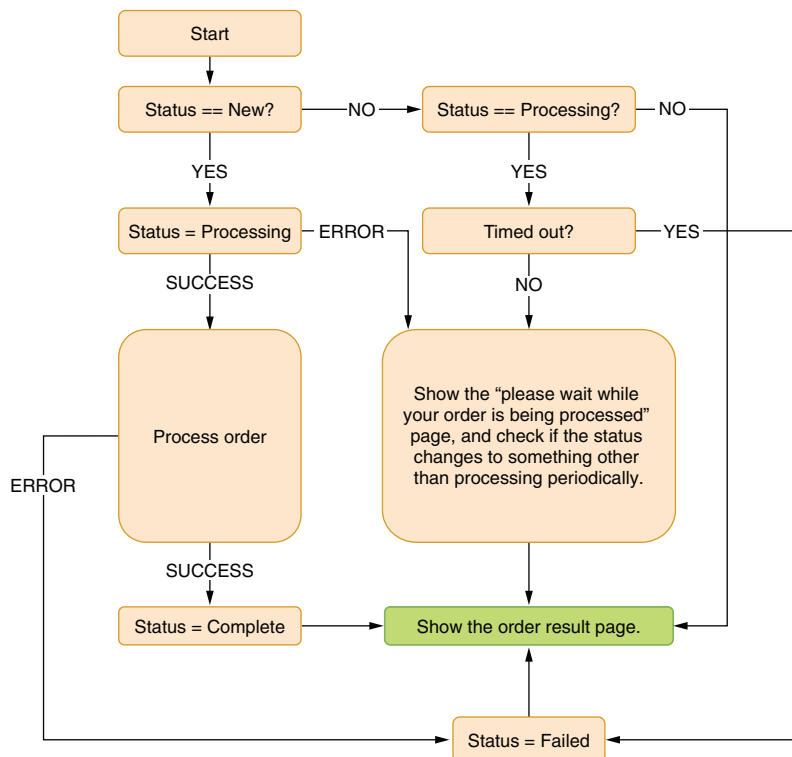 Start
Status == New?
NO
Status == Processing?
NO
YES
YES
Status = Processing
ERROR
Timed out?
YES
SUCCESS
NO
Process order
Show the “please wait while
your order is being processed”
page, and check if the status
changes to something other
than processing periodically.
ERROR
SUCCESS
Status = Complete
Show the order result page.
Status = Failed